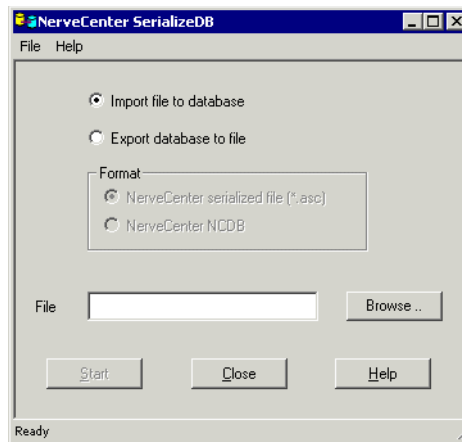 NerveCenter SerializeDB
File Help
Import file to database
Export database to file
Format
NerveCenter serialized file (*.asc)
NerveCenter NCDB
File Browse ..
Start Close Help
Ready